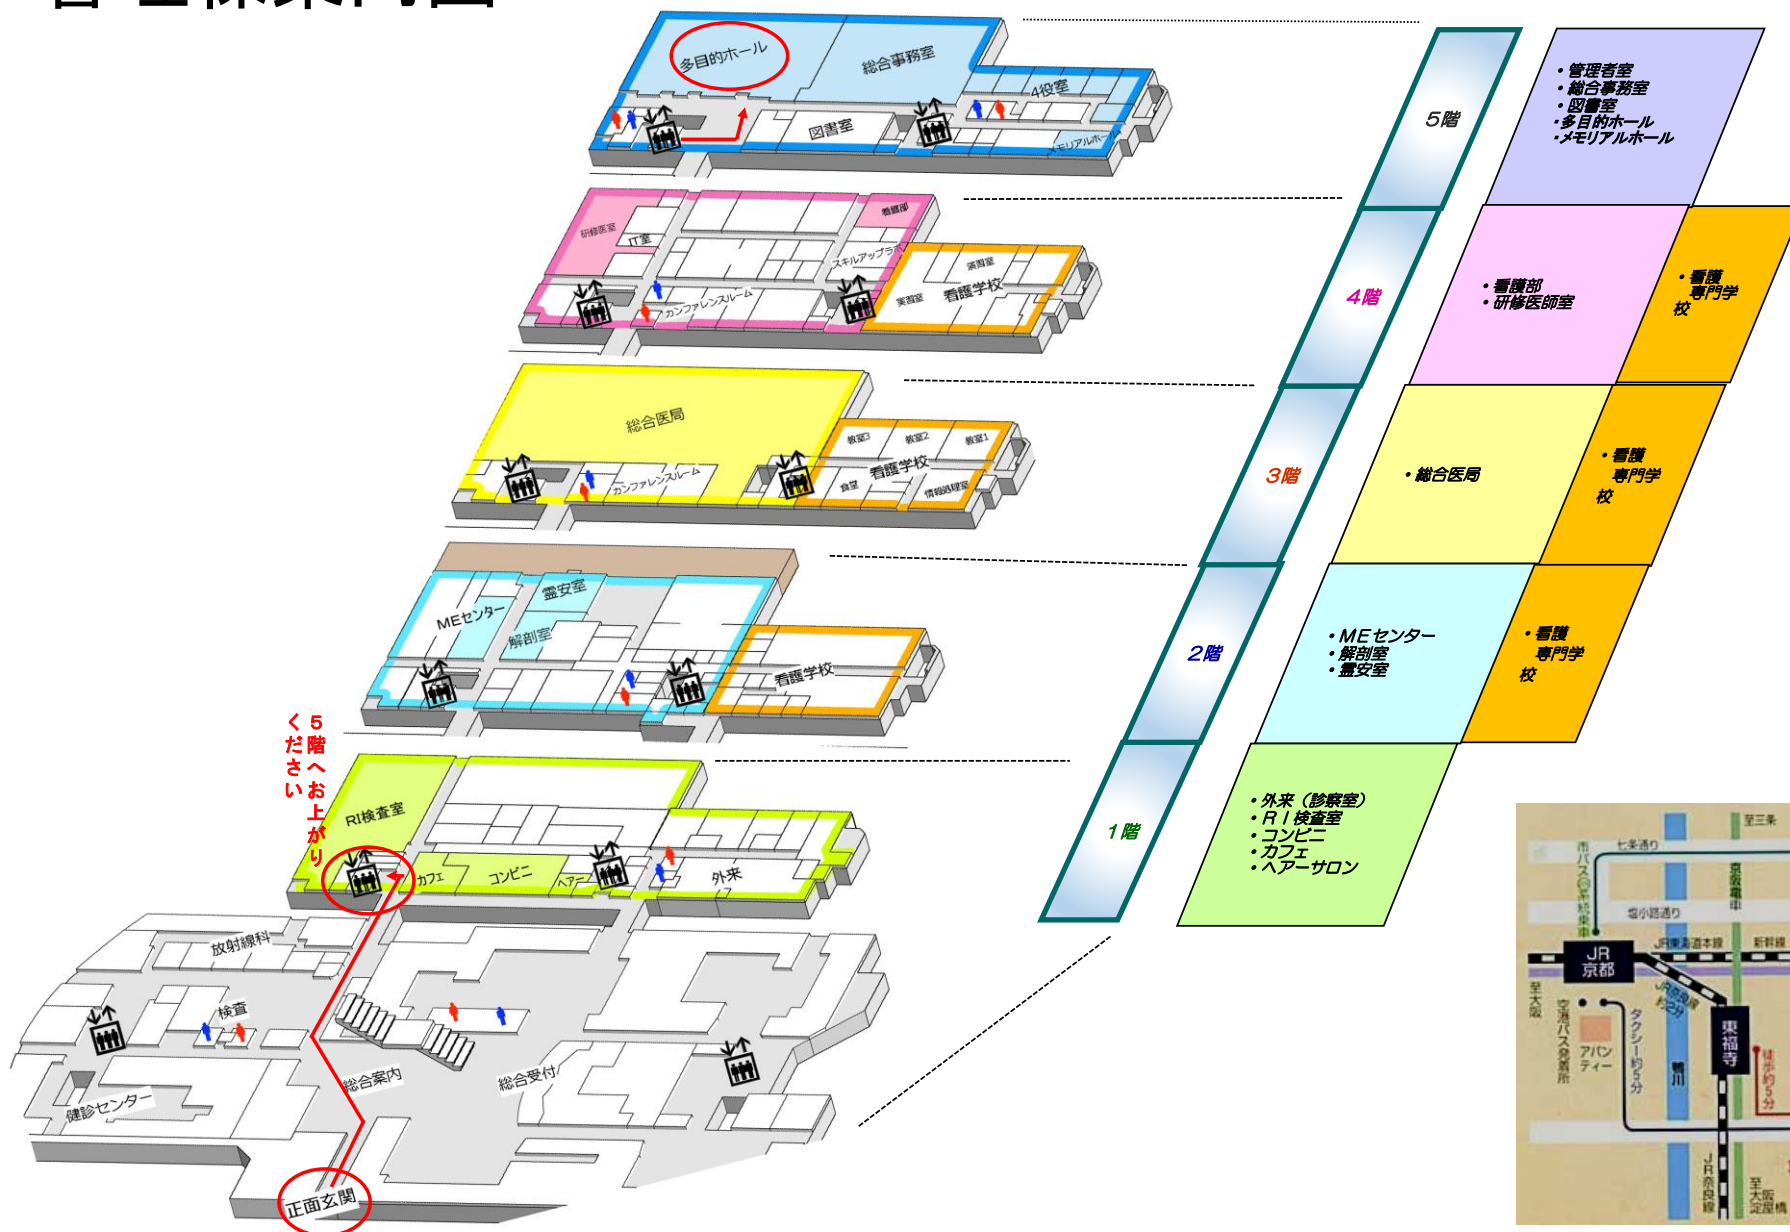 多目的ホール
総合事務室
4役室
図書室
メモリアルホール
研修医室
IT室
看護部
スキルアップラボ
カンファレンスルーム
演習室
実習室
看護学校
総合医局
カンファレンスルーム
教室3
教室2
教室1
看護学校
食堂
情報処理室
MEセンター
霊安室
解剖室
看護学校
5階へお上がり
ください
RI検査室
カフェ
コンビニ
ヘアー
外来
放射線科
検査
健診センター
総合案内
総合受付
正面玄関
5階
4階
3階
2階
1階
・管理者室
・総合事務室
・図書室
・多目的ホール
・メモリアルホール
・看護部
・研修医師室
・看護
専門学
校
・総合医局
・看護
専門学
校
・MEセンター
・解剖室
・霊安室
・看護
専門学
校
・外来（診察室）
・RI検査室
・コンビニ
・カフェ
・ヘアーサロン
至三条
七条通り
京阪電車
塩小路通り
JR東海道本線
新幹線
JR
京都
JR奈良線
約2分
至大阪
空港バス発着所
アバン
ティー
タクシー約5分
鴨川
東福寺
徒歩約5分
JR奈良線
至大阪
淀屋橋